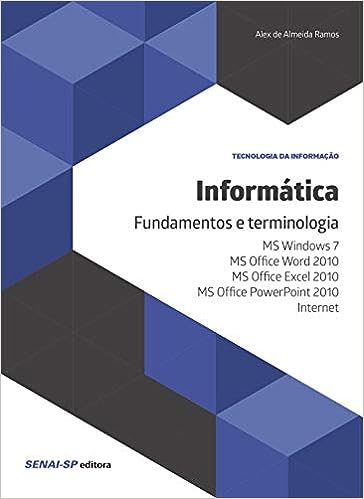 Alex de Almeida Ramos
TECNOLOGIA DA INFORMAÇÃO
Informática
Fundamentos e terminologia
MS Windows 7
MS Office Word 2010
MS Office Excel 2010
MS Office PowerPoint 2010
Internet
SENAI-SP editora